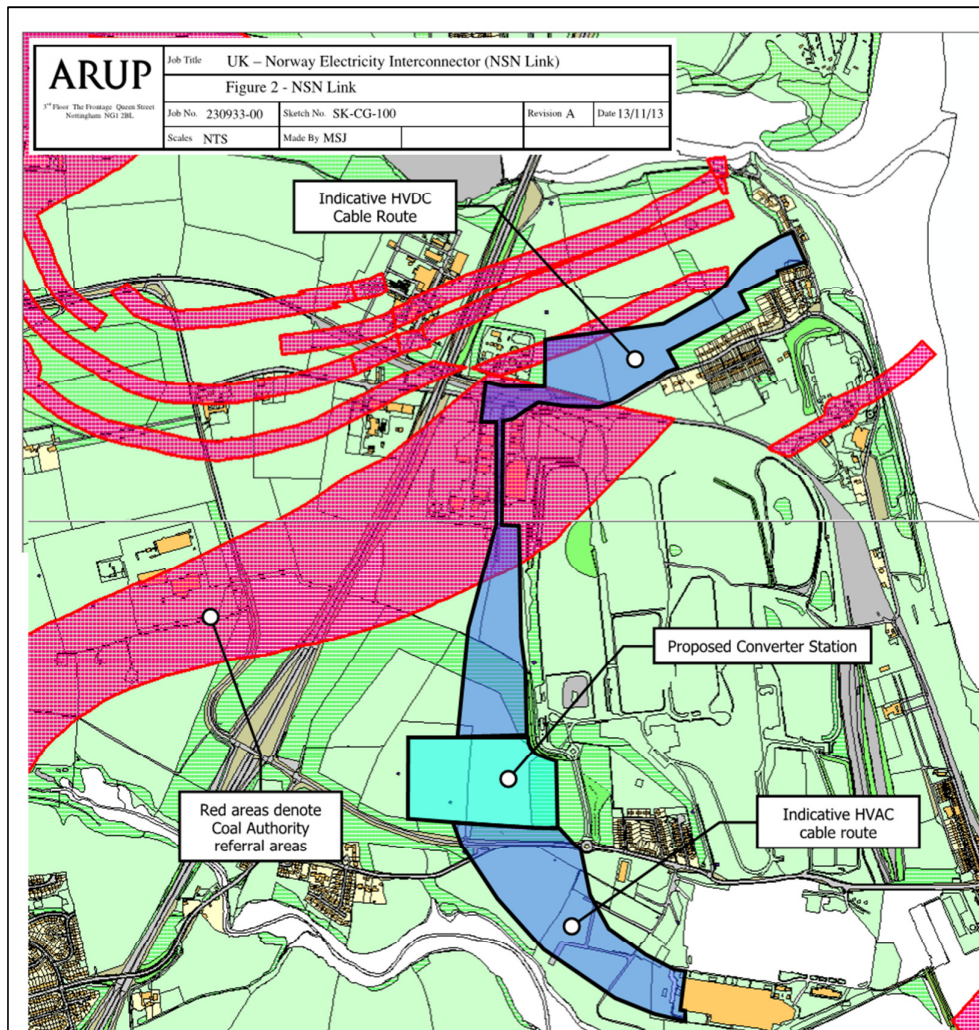 ARUP
3rd Floor The Frontage Queen Street
Nottingham NG1 2BL
Job Title UK – Norway Electricity Interconnector (NSN Link)
Figure 2 - NSN Link
Job No. 230933-00 Sketch No. SK-CG-100 Revision A Date 13/11/13
Scales NTS Made By MSJ
Indicative HVDC
Cable Route
Proposed Converter Station
Red areas denote
Coal Authority
referral areas
Indicative HVAC
cable route